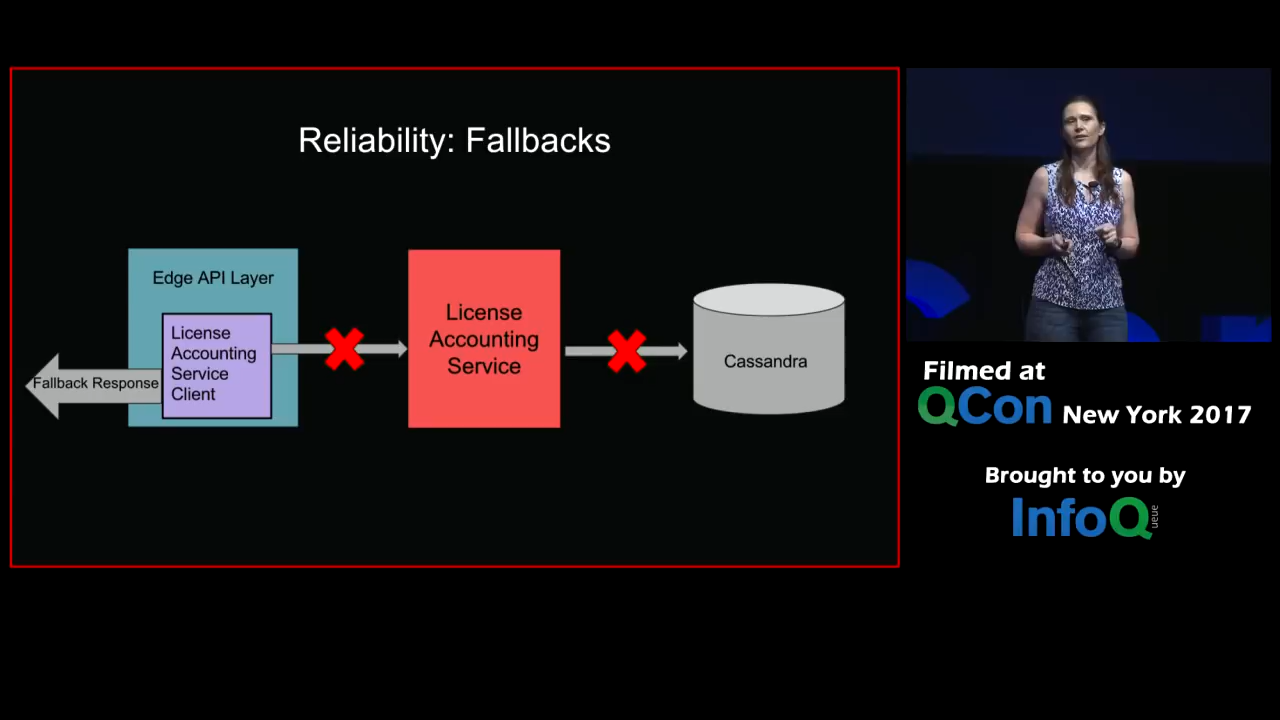 Reliability: Fallbacks
Edge API Layer
License
Accounting
Service
Client
Fallback Response
License
Accounting
Service
Cassandra
Filmed at
QCon New York 2017
Brought to you by
InfoQ
ueue